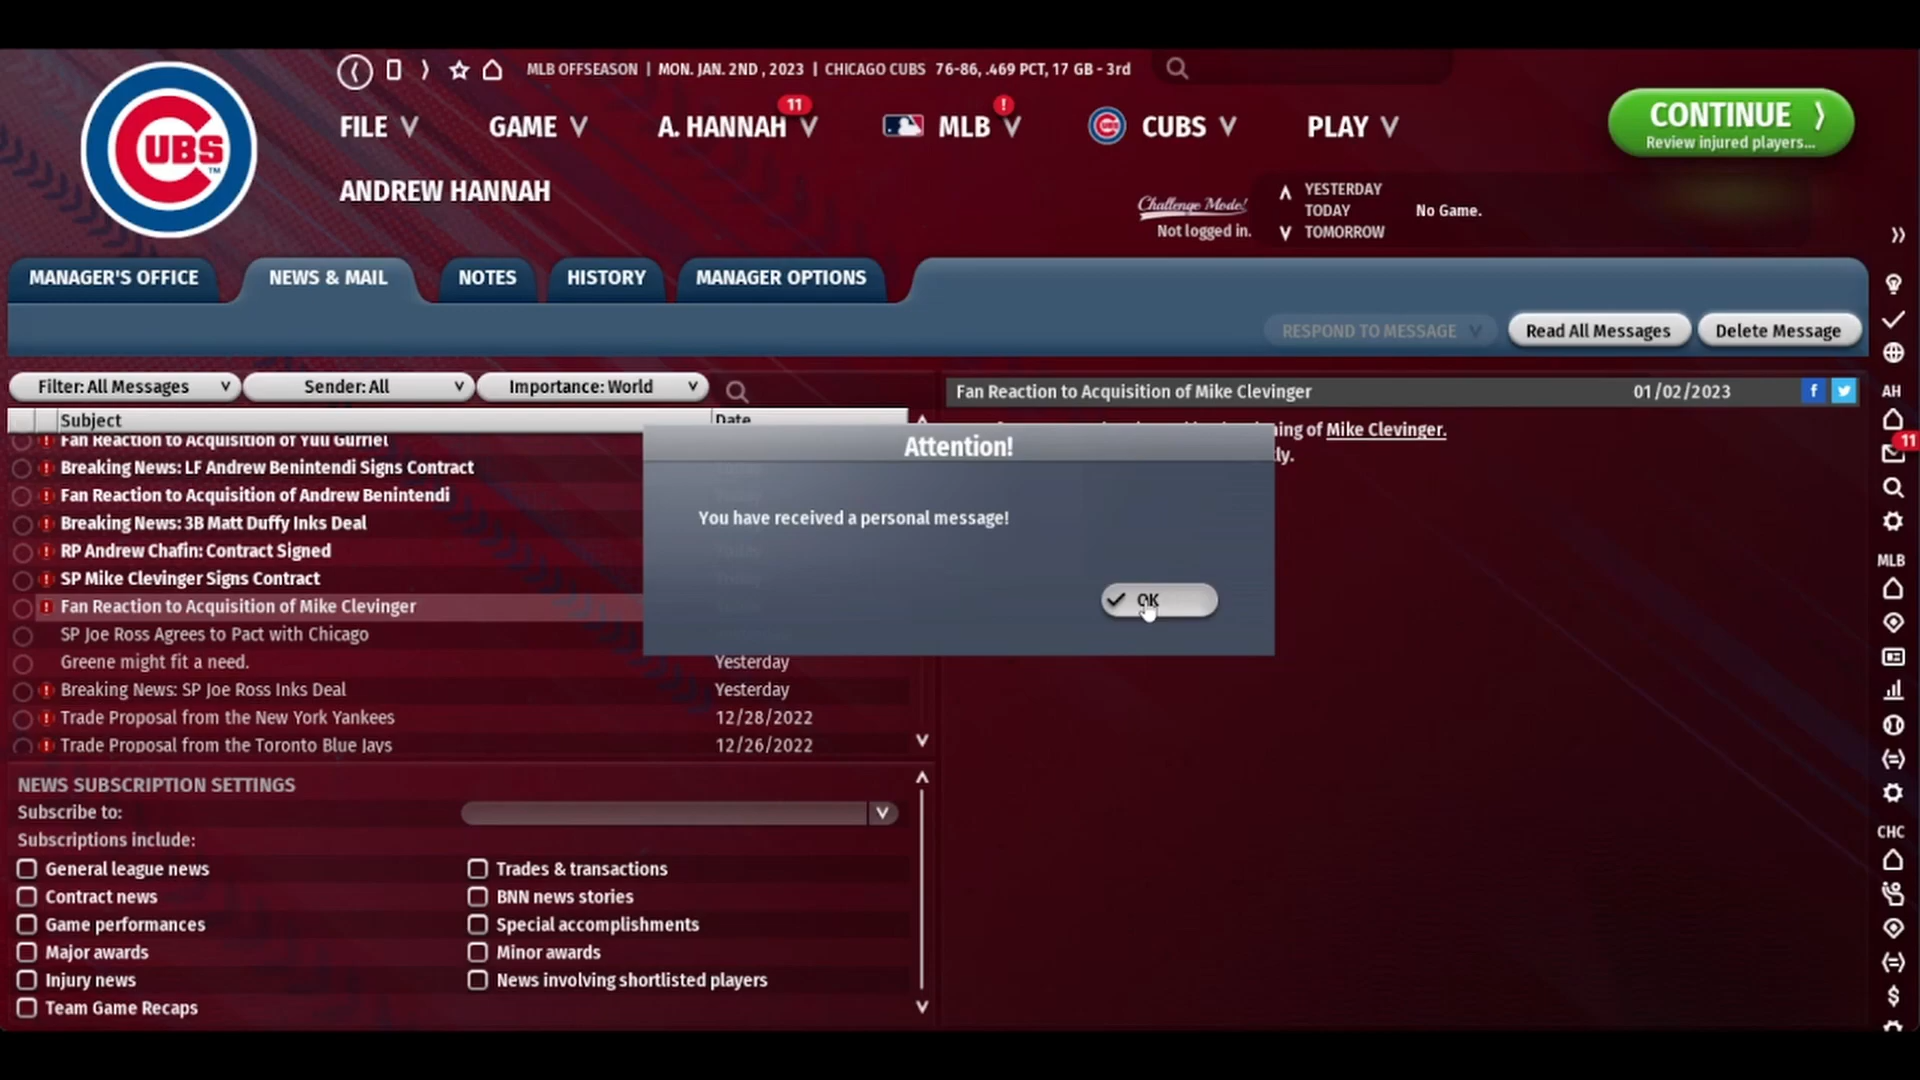 MLB OFFSEASON | MON. JAN. 2ND , 2023 | CHICAGO CUBS 76-86, .469 PCT, 17 GB - 3rd
CUBS
TM
FILE
GAME
A. HANNAH
11
MLB
!
CUBS
PLAY
CONTINUE
Review injured players...
ANDREW HANNAH
Challenge Mode!
Not logged in.
YESTERDAY
TODAY
TOMORROW
No Game.
MANAGER'S OFFICE
NEWS & MAIL
NOTES
HISTORY
MANAGER OPTIONS
RESPOND TO MESSAGE
Read All Messages
Delete Message
Filter: All Messages
Sender: All
Importance: World
Subject
Date
Fan Reaction to Acquisition of Yuli Gurriel
Breaking News: LF Andrew Benintendi Signs Contract
Fan Reaction to Acquisition of Andrew Benintendi
Breaking News: 3B Matt Duffy Inks Deal
RP Andrew Chafin: Contract Signed
SP Mike Clevinger Signs Contract
Fan Reaction to Acquisition of Mike Clevinger
SP Joe Ross Agrees to Pact with Chicago
Greene might fit a need.
Yesterday
Breaking News: SP Joe Ross Inks Deal
Yesterday
Trade Proposal from the New York Yankees
12/28/2022
Trade Proposal from the Toronto Blue Jays
12/26/2022
Fan Reaction to Acquisition of Mike Clevinger
01/02/2023
of Mike Clevinger.
Attention!
You have received a personal message!
OK
NEWS SUBSCRIPTION SETTINGS
Subscribe to:
Subscriptions include:
General league news
Trades & transactions
Contract news
BNN news stories
Game performances
Special accomplishments
Major awards
Minor awards
Injury news
News involving shortlisted players
Team Game Recaps
AH
11
MLB
CHC